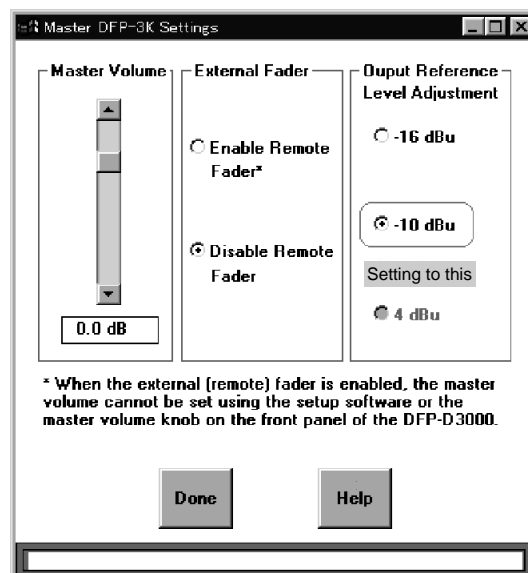 Master DFP-3K Settings
Master Volume
0.0 dB
External Fader
Enable Remote
Fader*
Disable Remote
Fader
Ouput Reference
Level Adjustment
-16 dBu
-10 dBu
Setting to this
4 dBu
* When the external (remote) fader is enabled, the master
volume cannot be set using the setup software or the
master volume knob on the front panel of the DFP-D3000.
Done
Help